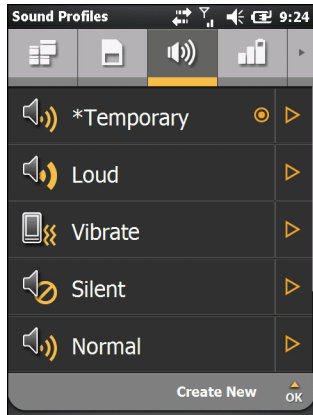 Sound Profiles 9:24
*Temporary
Loud
Vibrate
Silent
Normal
Create New OK